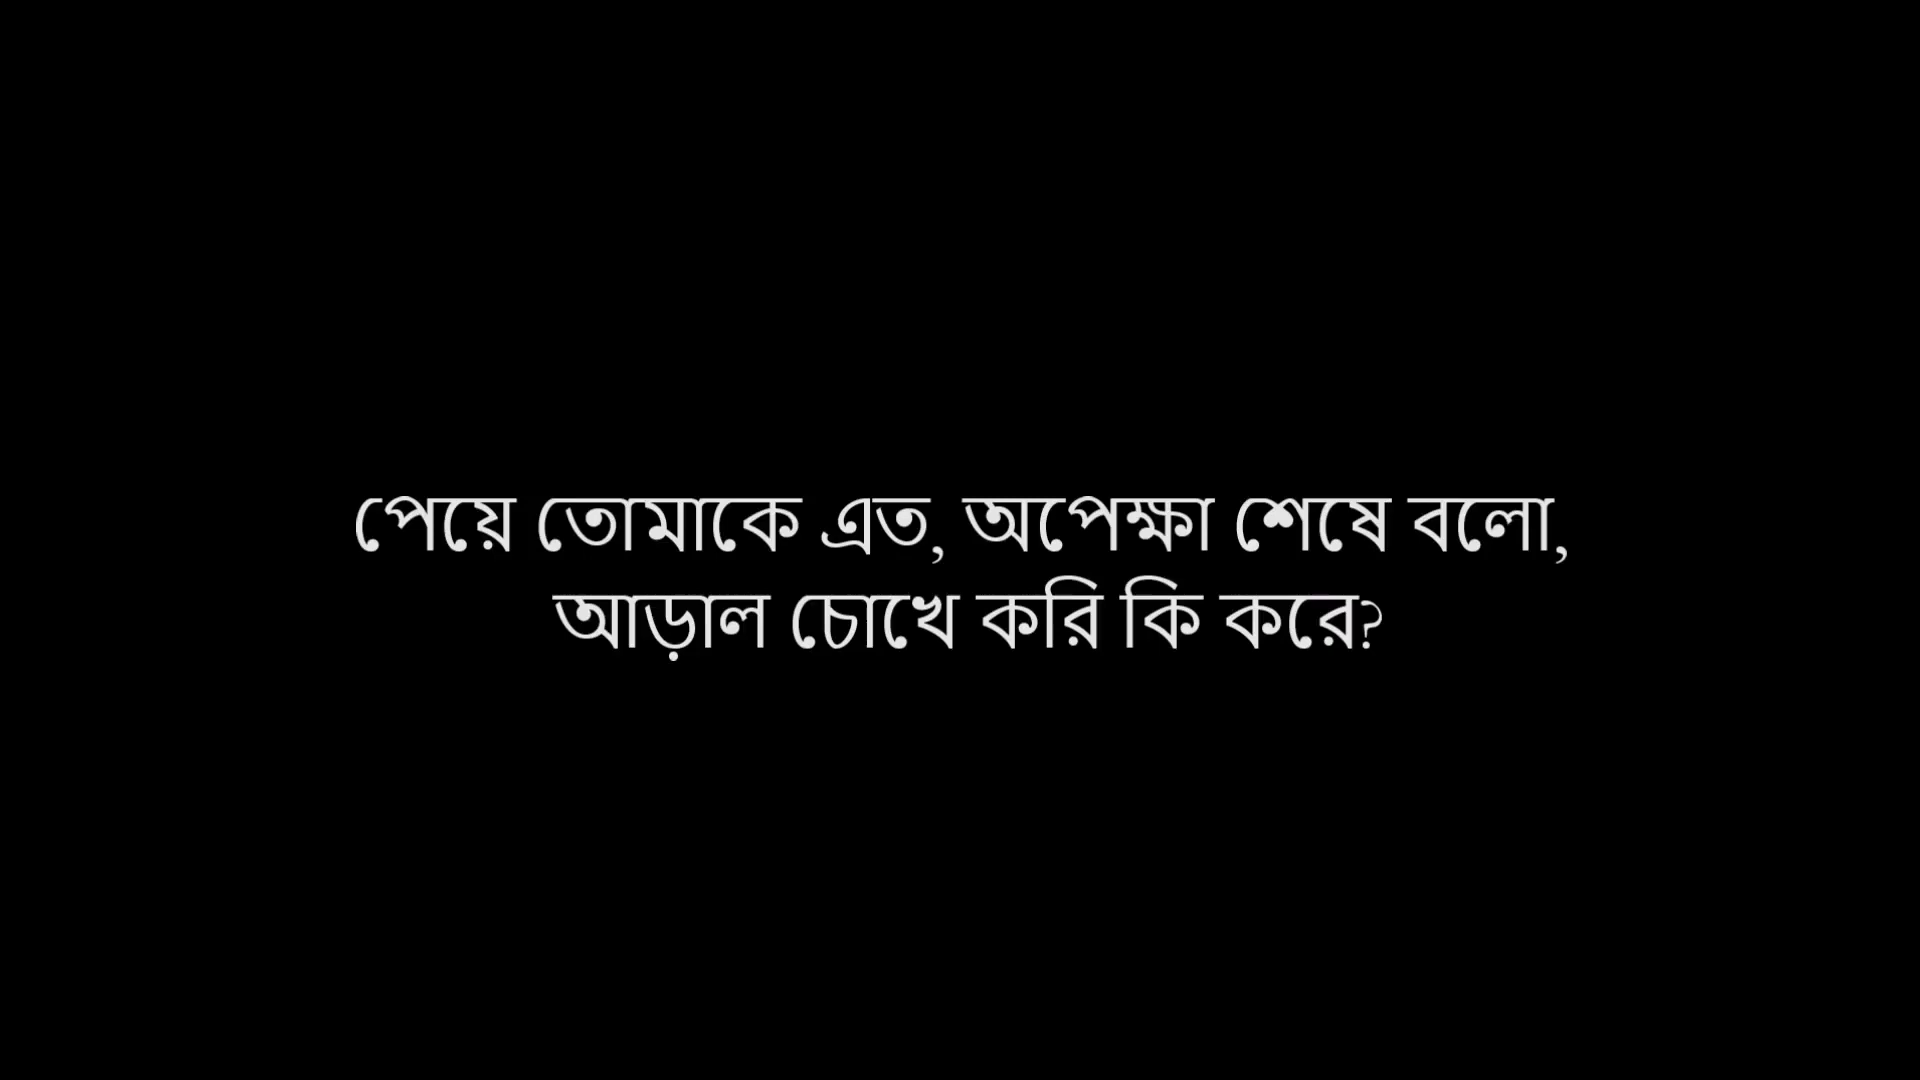 পেয়ে তোমাকে এত, অপেক্ষা শেষে বলো,
আড়াল চোখে করি কি করে?